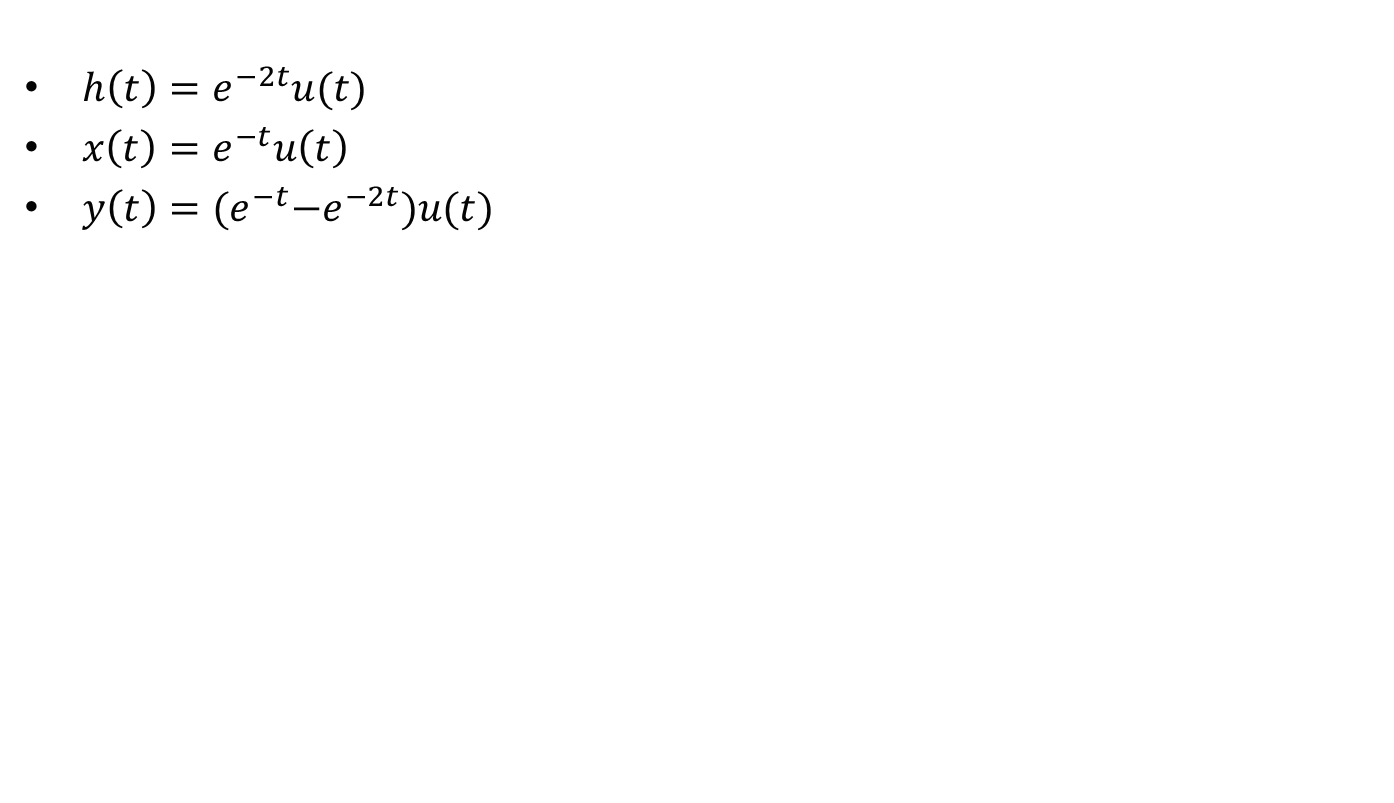 • h(t) = e^{−2t}u(t)
• x(t) = e^{−t}u(t)
• y(t) = (e^{−t}−e^{−2t})u(t)